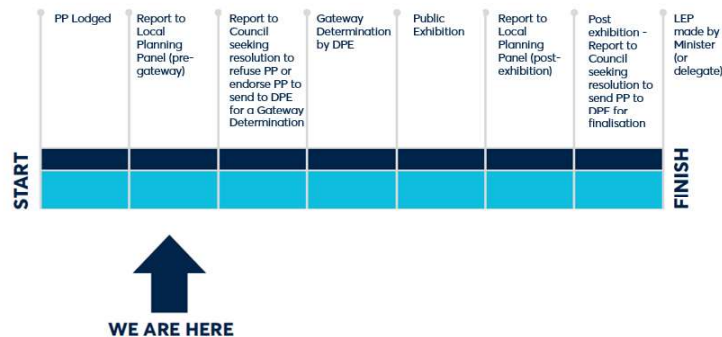 START
PP Lodged
Report to
Local
Planning
Panel (pre-
gateway)
Report to
Council
seeking
resolution to
refuse PP or
endorse PP to
send to DPE
for a Gateway
Determination
Gateway
Determination
by DPE
Public
Exhibition
Report to
Local
Planning
Panel (post-
exhibition)
Post
exhibition -
Report to
Council
seeking
resolution to
send PP to
DPE for
finalisation
LEP
made by
Minister
(or
delegate)
FINISH
WE ARE HERE